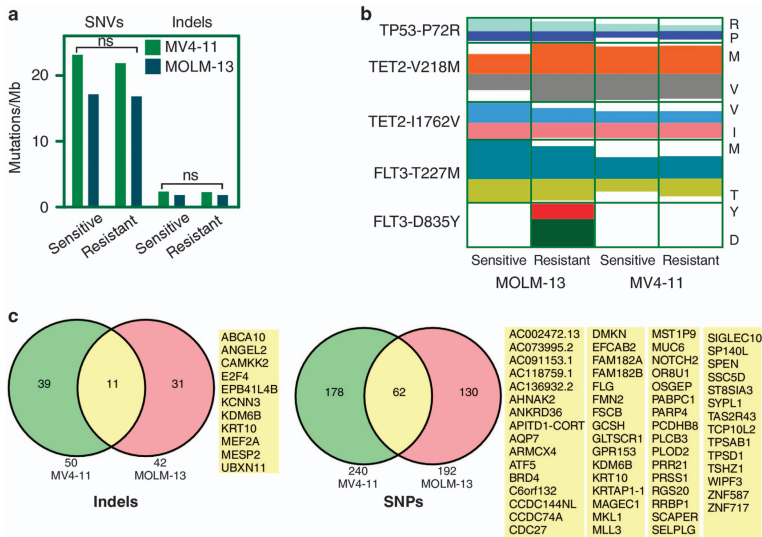 a
SNVs Indels
ns
MV4-11
MOLM-13
ns
Mutations/Mb
20
10
0
Sensitive Resistant Sensitive Resistant
b
TP53-P72R R
P
TET2-V218M M
V
TET2-I1762V V
I
FLT3-T227M M
T
FLT3-D835Y Y
D
Sensitive Resistant Sensitive Resistant
MOLM-13 MV4-11
c
39 11 31
50 42
MV4-11 MOLM-13
Indels
ABCA10
ANGEL2
CAMKK2
E2F4
EPB41L4B
KCNN3
KDM6B
KRT10
MEF2A
MESP2
UBXN11
178 62 130
240 192
MV4-11 MOLM-13
SNPs
AC002472.13
AC073995.2
AC091153.1
AC118759.1
AC136932.2
AHNAK2
ANKRD36
APITD1-CORT
AQP7
ARMCX4
ATF5
BRD4
C6orf132
CCDC144NL
CCDC74A
CDC27
DMKN
EFCAB2
FAM182A
FAM182B
FLG
FMN2
FSCB
GCSH
GLTSCR1
GPR153
KDM6B
KRT10
KRTAP1-1
MAGEC1
MKL1
MLL3
MST1P9
MUC6
NOTCH2
OR8U1
OSGEP
PABPC1
PARP4
PCDHB8
PLCB3
PLOD2
PRR21
PRSS1
RGS20
RRBP1
SCAPER
SELPLG
SIGLEC10
SP140L
SPEN
SSC5D
ST8SIA3
SYPL1
TAS2R43
TCP10L2
TPSAB1
TPSD1
TSHZ1
WIPF3
ZNF587
ZNF717